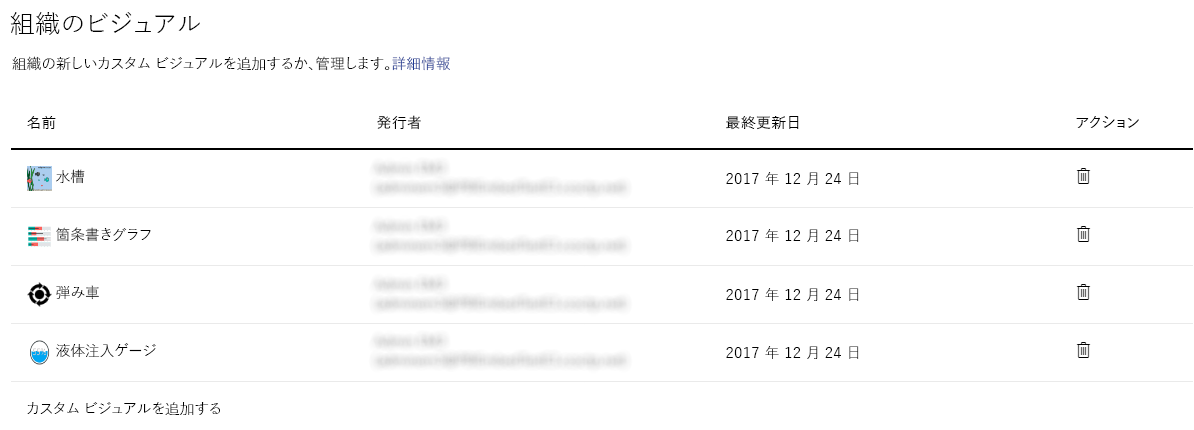 組織のビジュアル
組織の新しいカスタム ビジュアルを追加するか、管理します。詳細情報
名前 発行者 最終更新日 アクション
水槽 2017 年 12 月 24 日
箇条書きグラフ 2017 年 12 月 24 日
弾み車 2017 年 12 月 24 日
液体注入ゲージ 2017 年 12 月 24 日
カスタム ビジュアルを追加する